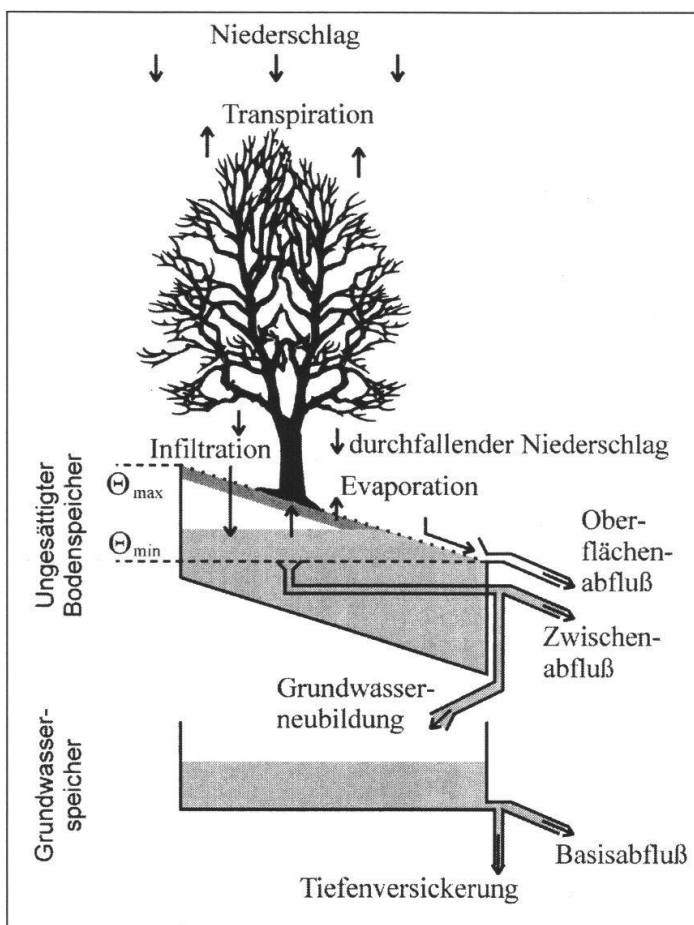 Niederschlag
Transpiration
Infiltration
durchfallender Niederschlag
Θmax
Evaporation
Θmin
Ungesättigter
Bodenspeicher
Ober-
flächen-
abfluß
Zwischen-
abfluß
Grundwasser-
neubildung
Grundwasser-
speicher
Basisabfluß
Tiefenversickerung